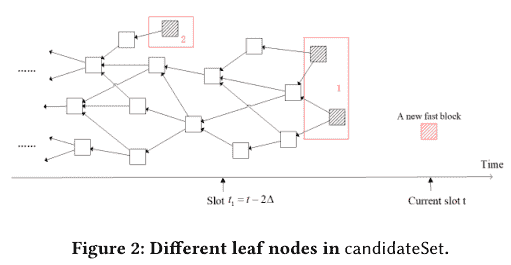 2
......
1
A new fast block
......
Time
Slot t₁ = t − 2Δ
Current slot t
Figure 2: Different leaf nodes in candidateSet.